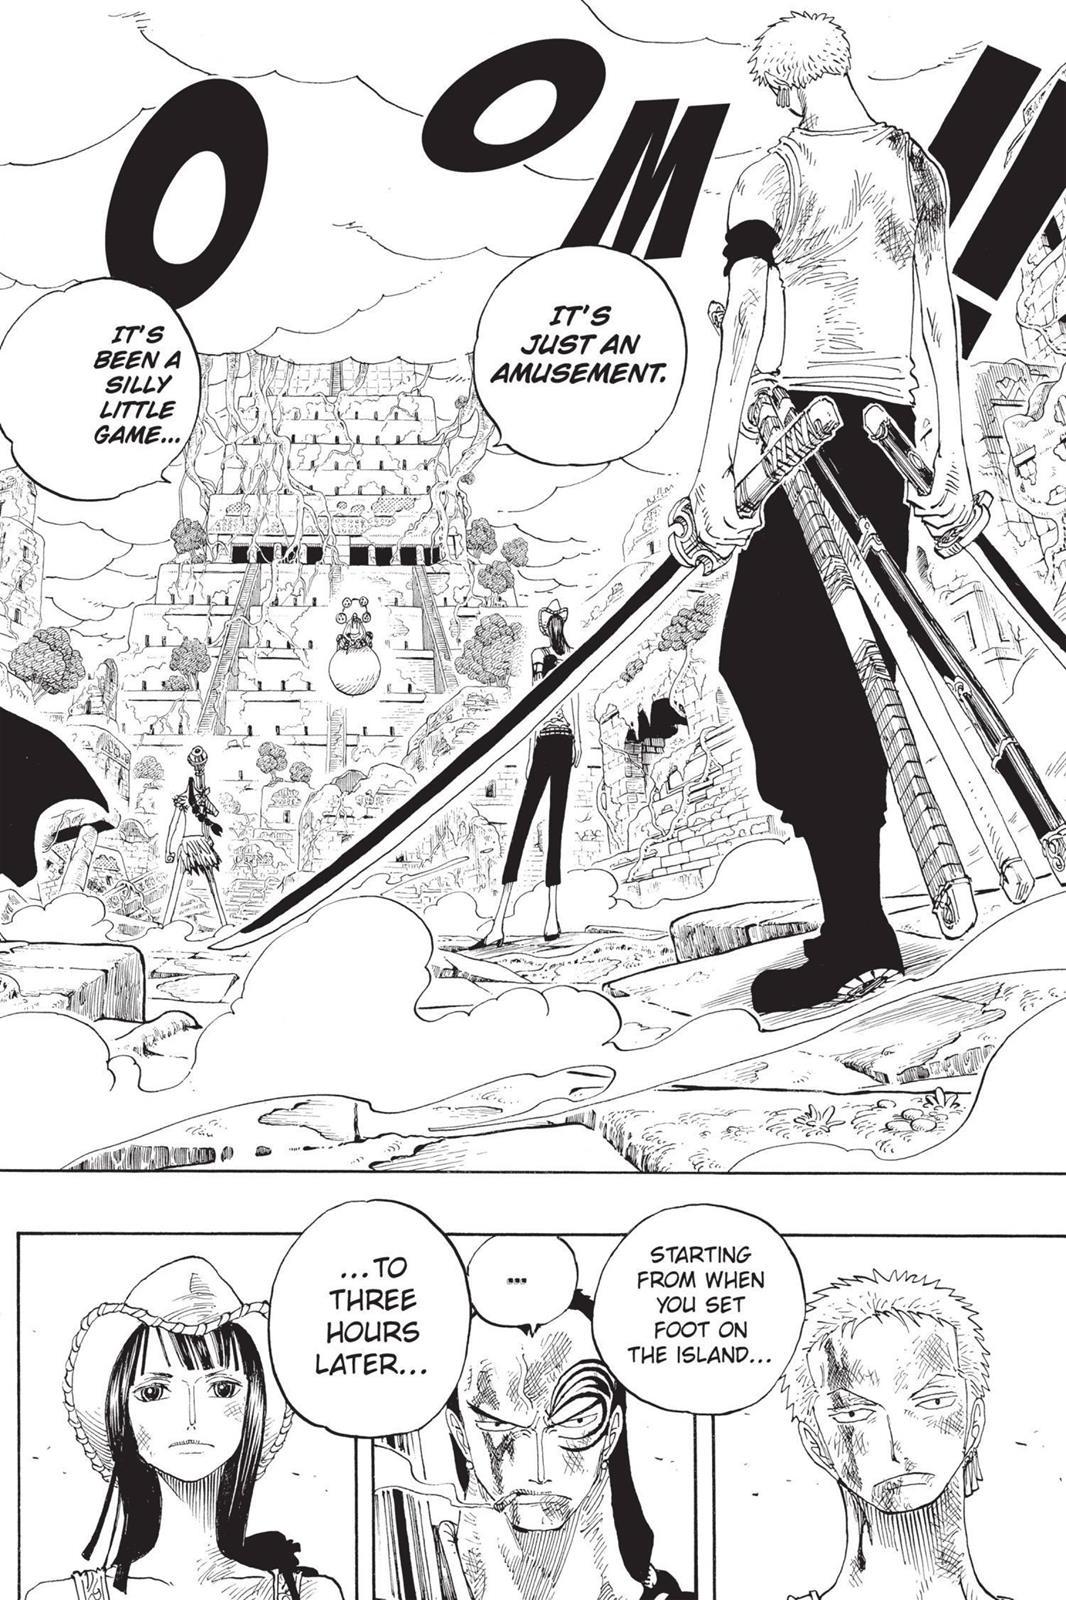 OOM!!
IT'S
JUST AN
AMUSEMENT.
IT'S
BEEN A
SILLY
LITTLE
GAME...
STARTING
FROM WHEN
YOU SET
FOOT ON
THE ISLAND...
...
...TO
THREE
HOURS
LATER...